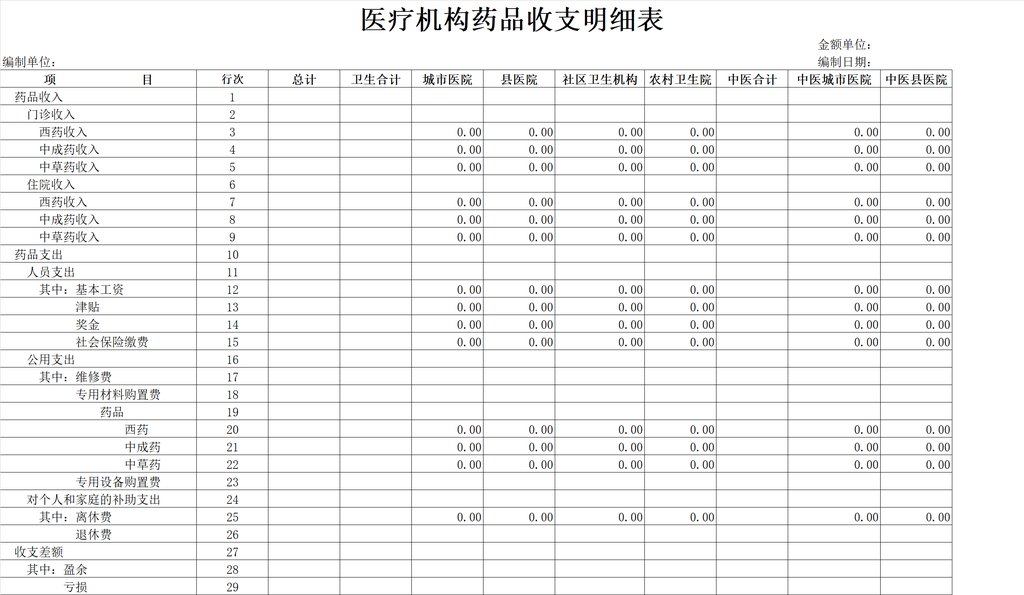 医疗机构药品收支明细表
金额单位:
编制单位: 编制日期:
项 目 行次 总计 卫生合计 城市医院 县医院 社区卫生机构 农村卫生院 中医合计 中医城市医院 中医县医院
药品收入 1
门诊收入 2
西药收入 3 0.00 0.00 0.00 0.00 0.00 0.00
中成药收入 4 0.00 0.00 0.00 0.00 0.00 0.00
中草药收入 5 0.00 0.00 0.00 0.00 0.00 0.00
住院收入 6
西药收入 7 0.00 0.00 0.00 0.00 0.00 0.00
中成药收入 8 0.00 0.00 0.00 0.00 0.00 0.00
中草药收入 9 0.00 0.00 0.00 0.00 0.00 0.00
药品支出 10
人员支出 11
其中:基本工资 12 0.00 0.00 0.00 0.00 0.00 0.00
津贴 13 0.00 0.00 0.00 0.00 0.00 0.00
奖金 14 0.00 0.00 0.00 0.00 0.00 0.00
社会保险缴费 15 0.00 0.00 0.00 0.00 0.00 0.00
公用支出 16
其中:维修费 17
专用材料购置费 18
药品 19
西药 20 0.00 0.00 0.00 0.00 0.00 0.00
中成药 21 0.00 0.00 0.00 0.00 0.00 0.00
中草药 22 0.00 0.00 0.00 0.00 0.00 0.00
专用设备购置费 23
对个人和家庭的补助支出 24
其中:离休费 25 0.00 0.00 0.00 0.00 0.00 0.00
退休费 26
收支差额 27
其中:盈余 28
亏损 29